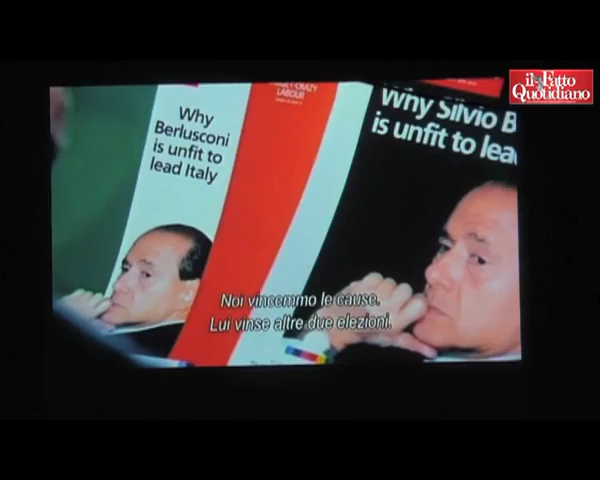 il Fatto
Quotidiano
LABOUR
Why
Berlusconi
is unfit to
lead Italy
Why Silvio B
is unfit to lea
Noi vincemmo le cause.
Lui vinse altre due elezioni.